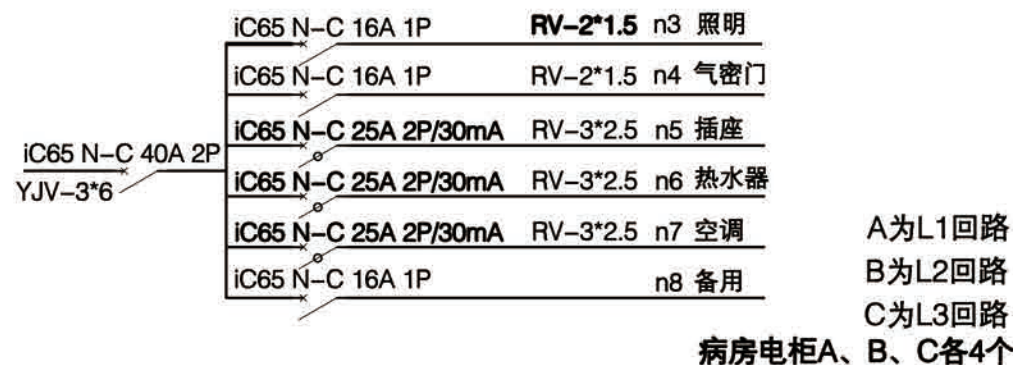 iC65 N-C 16A 1P RV-2*1.5 n3 照明
iC65 N-C 16A 1P RV-2*1.5 n4 气密门
iC65 N-C 25A 2P/30mA RV-3*2.5 n5 插座
iC65 N-C 40A 2P
YJV-3*6
iC65 N-C 25A 2P/30mA RV-3*2.5 n6 热水器
iC65 N-C 25A 2P/30mA RV-3*2.5 n7 空调
iC65 N-C 16A 1P n8 备用
A为L1回路
B为L2回路
C为L3回路
病房电柜A、B、C各4个